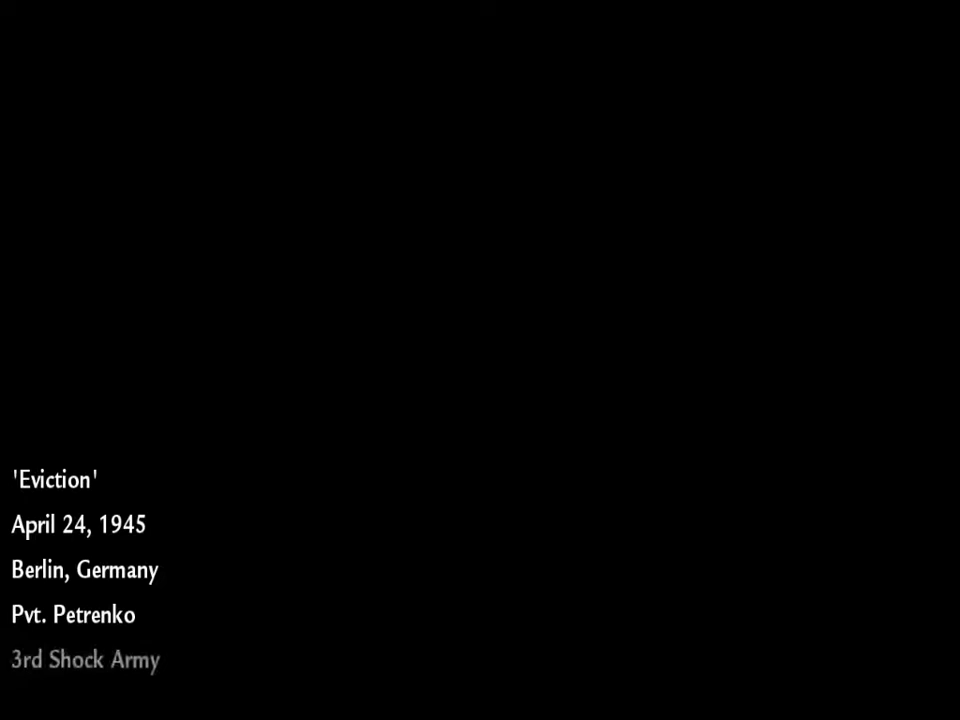 'Eviction'
April 24, 1945
Berlin, Germany
Pvt. Petrenko
3rd Shock Army